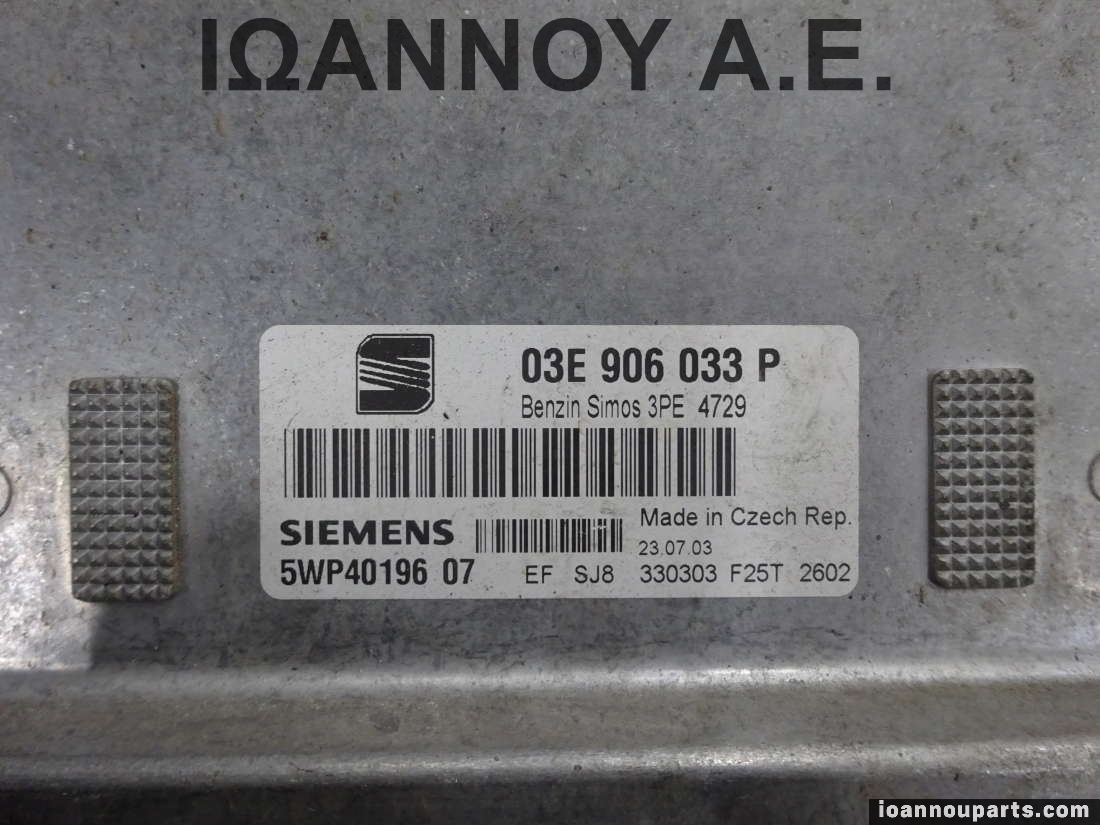 ΙΩΑΝΝΟΥ Α.Ε.
03E 906 033 P
Benzin Simos 3PE 4729
SIEMENS
Made in Czech Rep.
23.07.03
5WP40196 07
EF SJ8 330303 F25T 2602
ioannouparts.com